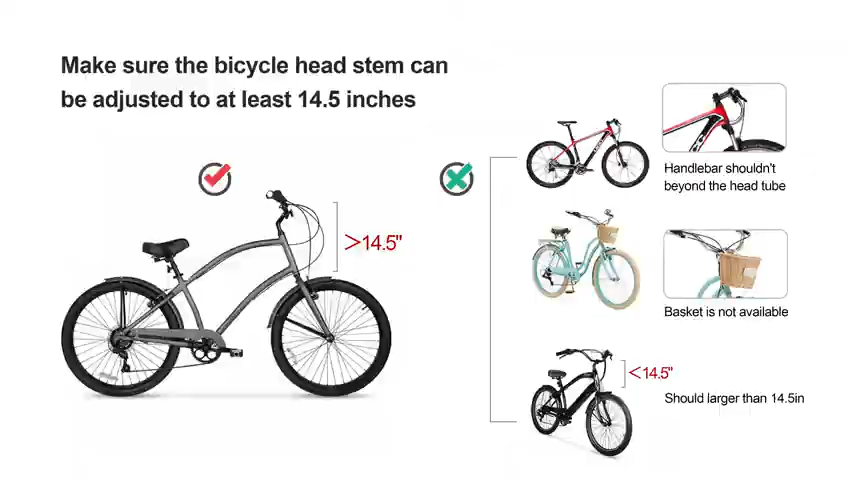 Make sure the bicycle head stem can
be adjusted to at least 14.5 inches
>14.5"
Handlebar shouldn't
beyond the head tube
Basket is not available
<14.5"
Should larger than 14.5in